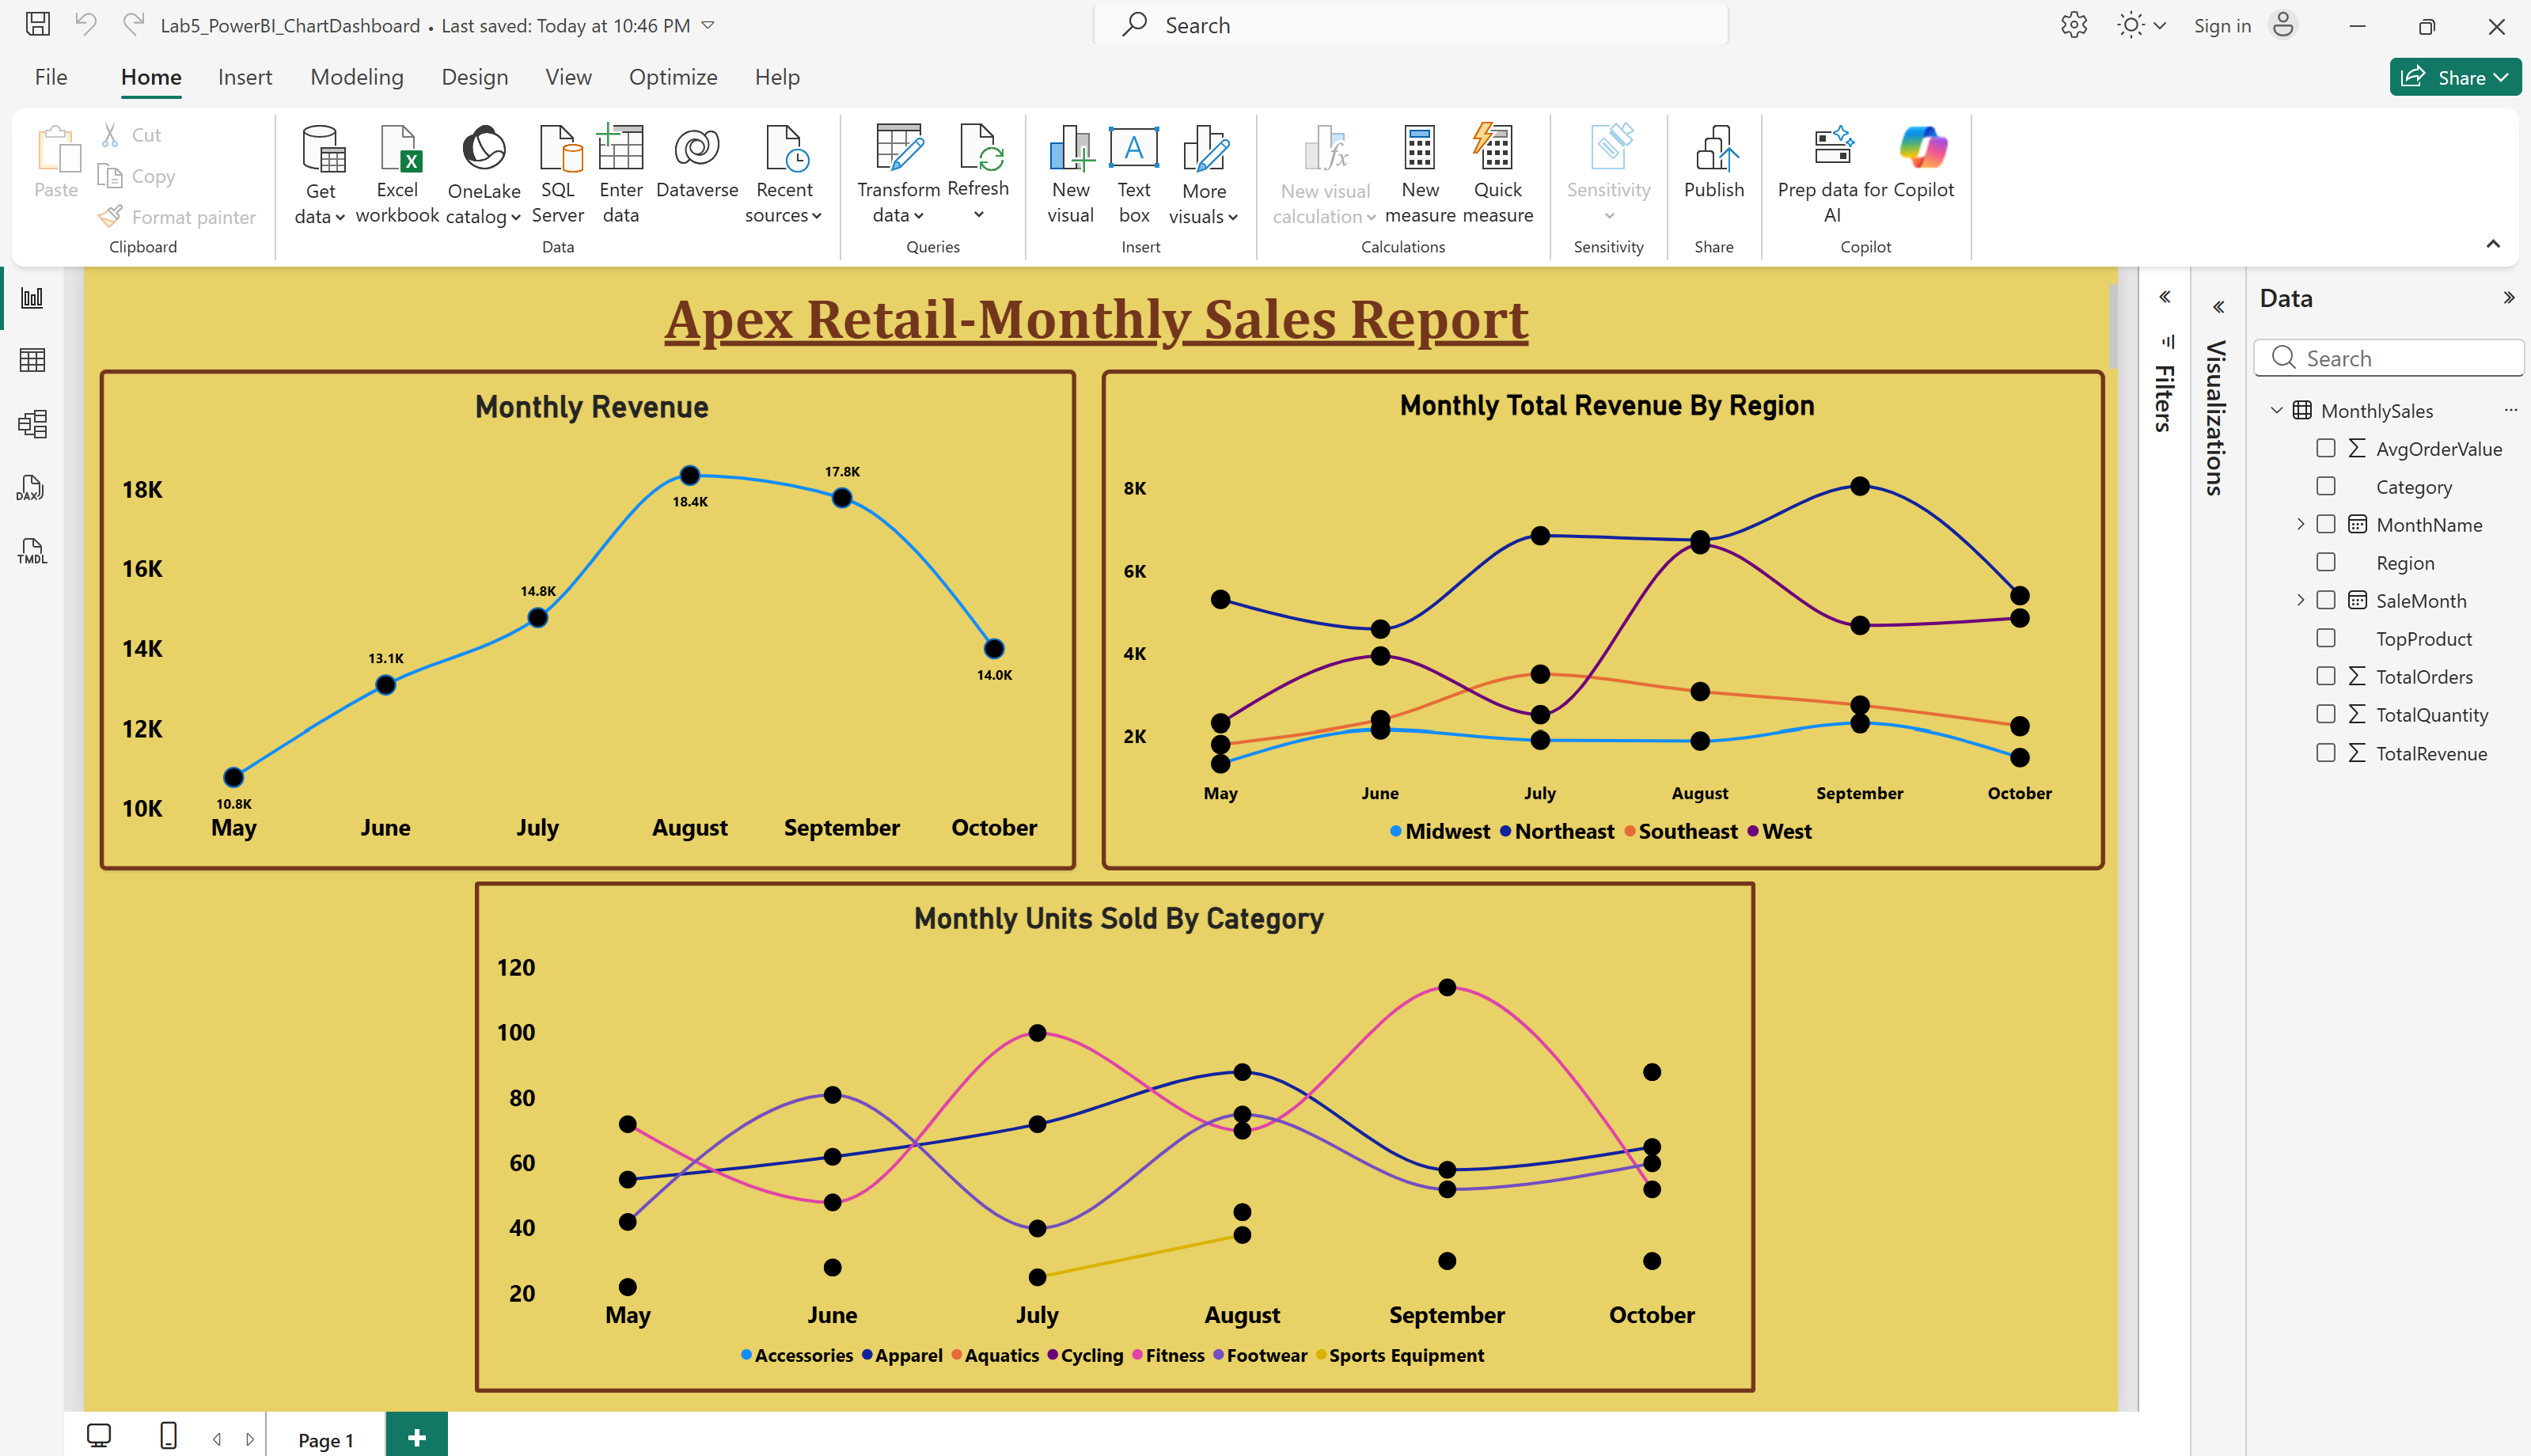 Lab5_PowerBI_ChartDashboard • Last saved: Today at 10:46 PM
Search
Sign in
File
Home
Insert
Modeling
Design
View
Optimize
Help
Share
Paste
Cut
Copy
Format painter
Clipboard
Get data
Excel workbook
OneLake catalog
SQL Server
Enter data
Dataverse
Recent sources
Data
Transform data
Refresh
Queries
New visual
Text box
More visuals
Insert
New visual calculation
New measure
Quick measure
Calculations
Sensitivity
Sensitivity
Publish
Share
Prep data for AI
Copilot
Copilot
DAX
TMDL
Apex Retail-Monthly Sales Report
Monthly Revenue
18K
16K
14K
12K
10K
10.8K
13.1K
14.8K
18.4K
17.8K
14.0K
May
June
July
August
September
October
Monthly Total Revenue By Region
8K
6K
4K
2K
May
June
July
August
September
October
Midwest
Northeast
Southeast
West
Monthly Units Sold By Category
120
100
80
60
40
20
May
June
July
August
September
October
Accessories
Apparel
Aquatics
Cycling
Fitness
Footwear
Sports Equipment
Filters
Visualizations
Data
Search
MonthlySales
AvgOrderValue
Category
MonthName
Region
SaleMonth
TopProduct
TotalOrders
TotalQuantity
TotalRevenue
Page 1